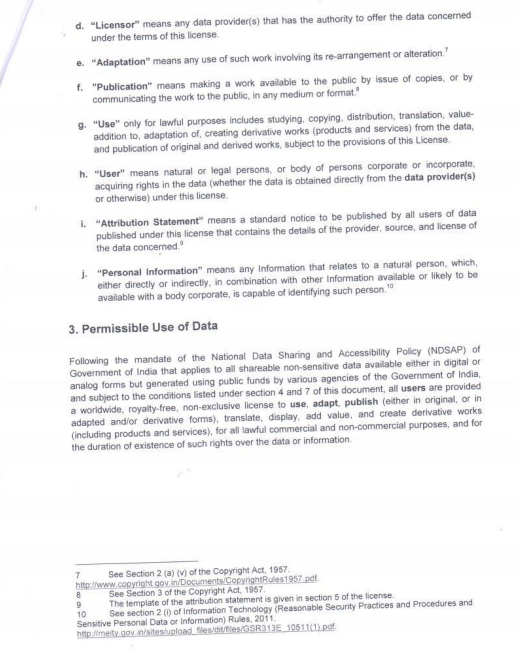 d. “Licensor” means any data provider(s) that has the authority to offer the data concerned
under the terms of this license.
e. “Adaptation” means any use of such work involving its re-arrangement or alteration.7
f. “Publication” means making a work available to the public by issue of copies, or by
communicating the work to the public, in any medium or format.8
g. “Use” only for lawful purposes includes studying, copying, distribution, translation, value-
addition to, adaptation of, creating derivative works (products and services) from the data,
and publication of original and derived works, subject to the provisions of this License.
h. “User” means natural or legal persons, or body of persons corporate or incorporate,
acquiring rights in the data (whether the data is obtained directly from the data provider(s)
or otherwise) under this license.
i. “Attribution Statement” means a standard notice to be published by all users of data
published under this license that contains the details of the provider, source, and license of
the data concerned.9
j. “Personal Information” means any Information that relates to a natural person, which,
either directly or indirectly, in combination with other Information available or likely to be
available with a body corporate, is capable of identifying such person.10
3. Permissible Use of Data
Following the mandate of the National Data Sharing and Accessibility Policy (NDSAP) of
Government of India that applies to all shareable non-sensitive data available either in digital or
analog forms but generated using public funds by various agencies of the Government of India,
and subject to the conditions listed under section 4 and 7 of this document, all users are provided
a worldwide, royalty-free, non-exclusive license to use, adapt, publish (either in original, or in
adapted and/or derivative forms), translate, display, add value, and create derivative works
(including products and services), for all lawful commercial and non-commercial purposes, and for
the duration of existence of such rights over the data or information.
7 See Section 2 (a) (v) of the Copyright Act, 1957.
http://www.copyright.gov.in/Documents/CopyrightRules1957.pdf.
8 See Section 3 of the Copyright Act, 1957.
9 The template of the attribution statement is given in section 5 of the license.
10 See section 2 (i) of Information Technology (Reasonable Security Practices and Procedures and
Sensitive Personal Data or Information) Rules, 2011.
http://meity.gov.in/sites/upload_files/dit/files/GSR313E_10511(1).pdf.